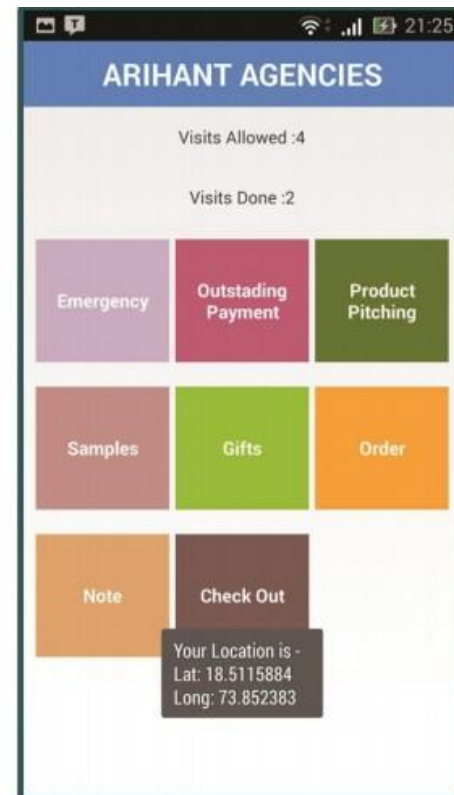 21:25
ARIHANT AGENCIES
Visits Allowed :4
Visits Done :2
Emergency
Outstading
Payment
Product
Pitching
Samples
Gifts
Order
Note
Check Out
Your Location is -
Lat: 18.5115884
Long: 73.852383